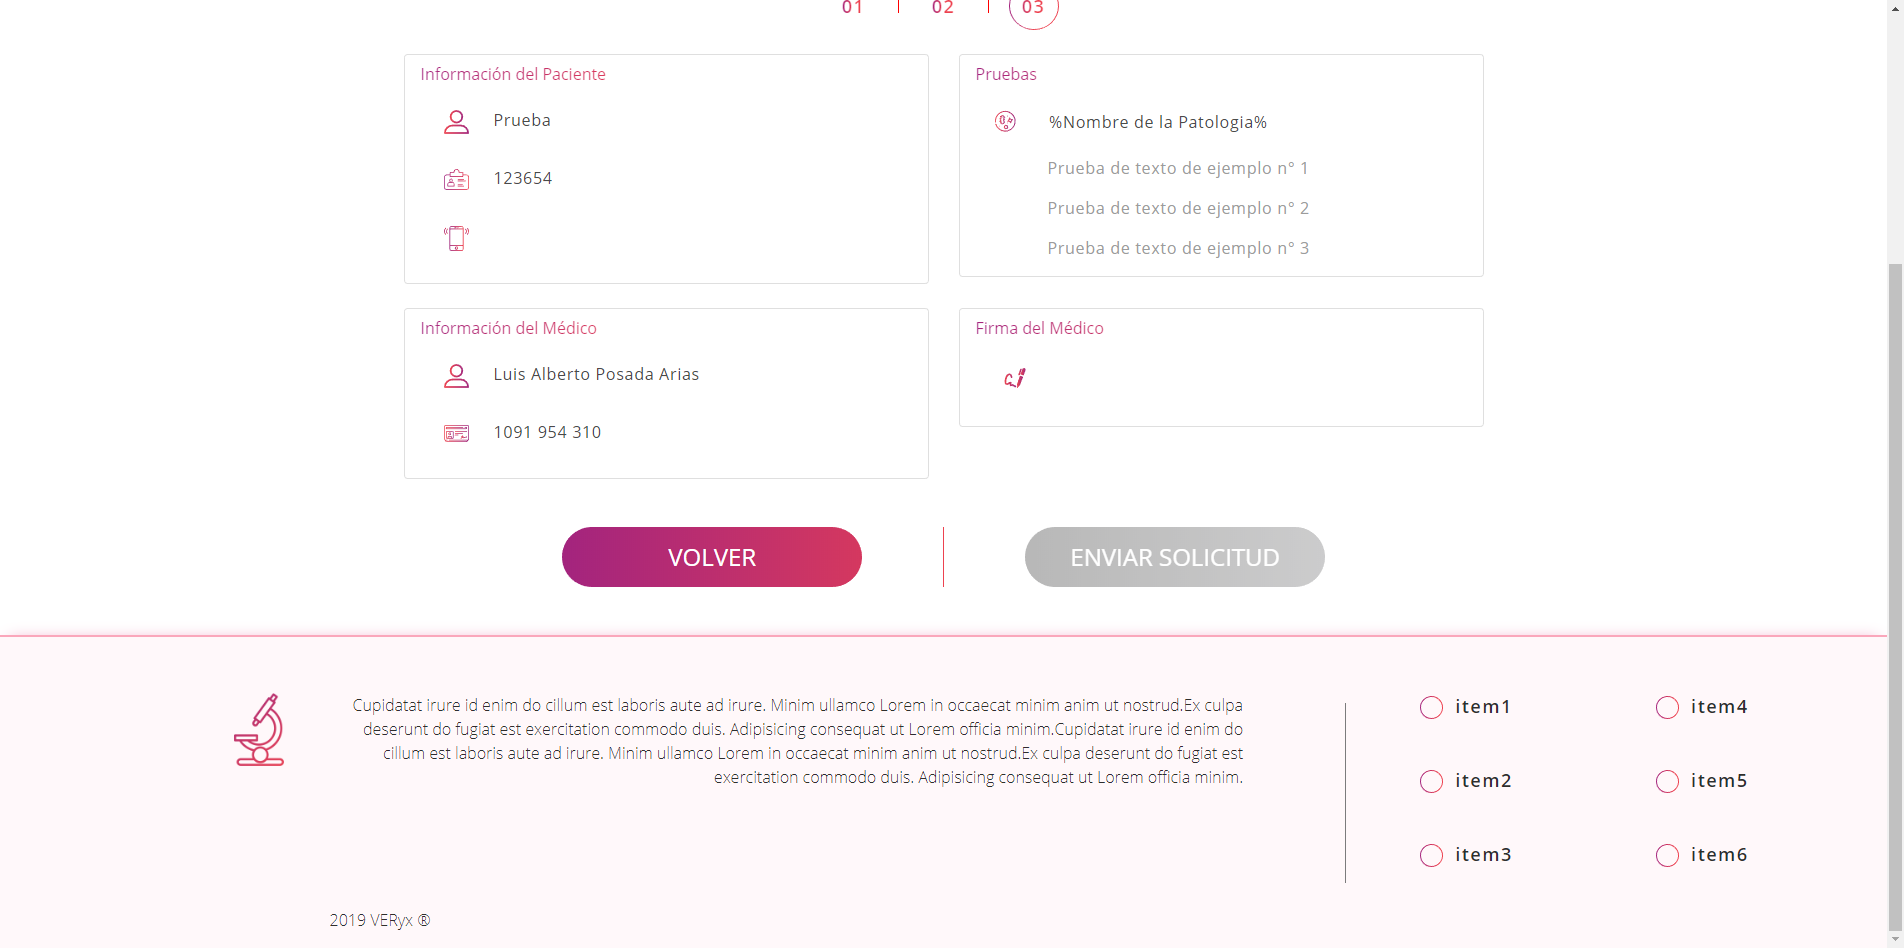 01 02 03
Información del Paciente
Prueba
123654
Pruebas
%Nombre de la Patologia%
Prueba de texto de ejemplo n° 1
Prueba de texto de ejemplo n° 2
Prueba de texto de ejemplo n° 3
Información del Médico
Luis Alberto Posada Arias
1091 954 310
Firma del Médico
VOLVER
ENVIAR SOLICITUD
Cupidatat irure id enim do cillum est laboris aute ad irure. Minim ullamco Lorem in occaecat minim anim ut nostrud.Ex culpa
deserunt do fugiat est exercitation commodo duis. Adipisicing consequat ut Lorem officia minim.Cupidatat irure id enim do
cillum est laboris aute ad irure. Minim ullamco Lorem in occaecat minim anim ut nostrud.Ex culpa deserunt do fugiat est
exercitation commodo duis. Adipisicing consequat ut Lorem officia minim.
item1
item2
item3
item4
item5
item6
2019 VERyx ®